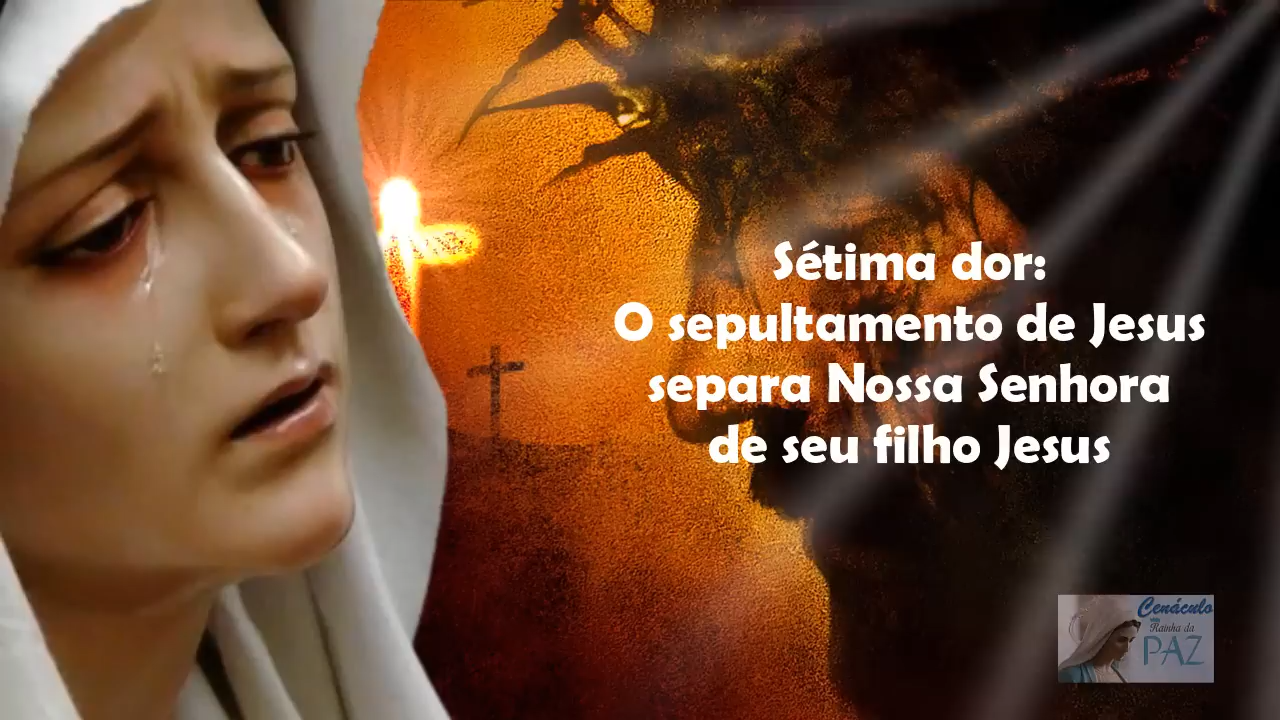 Sétima dor:
O sepultamento de Jesus
separa Nossa Senhora
de seu filho Jesus
Cenáculo
Rainha da
PAZ